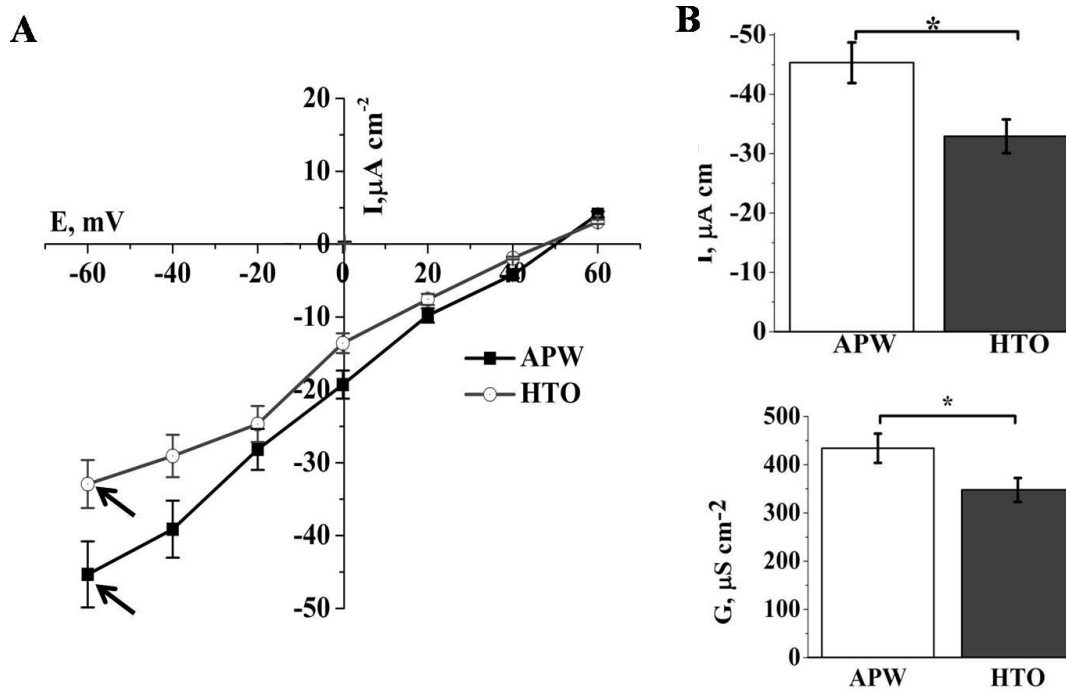 A
20
10
0
-10
-20
-30
-40
-50
I,μA cm-2
E, mV
-60 -40 -20 0 20 40 60
APW
HTO
B
*
-50
-40
-30
-20
-10
0
I, μA cm
APW HTO
*
500
400
300
200
100
0
G, μS cm-2
APW HTO